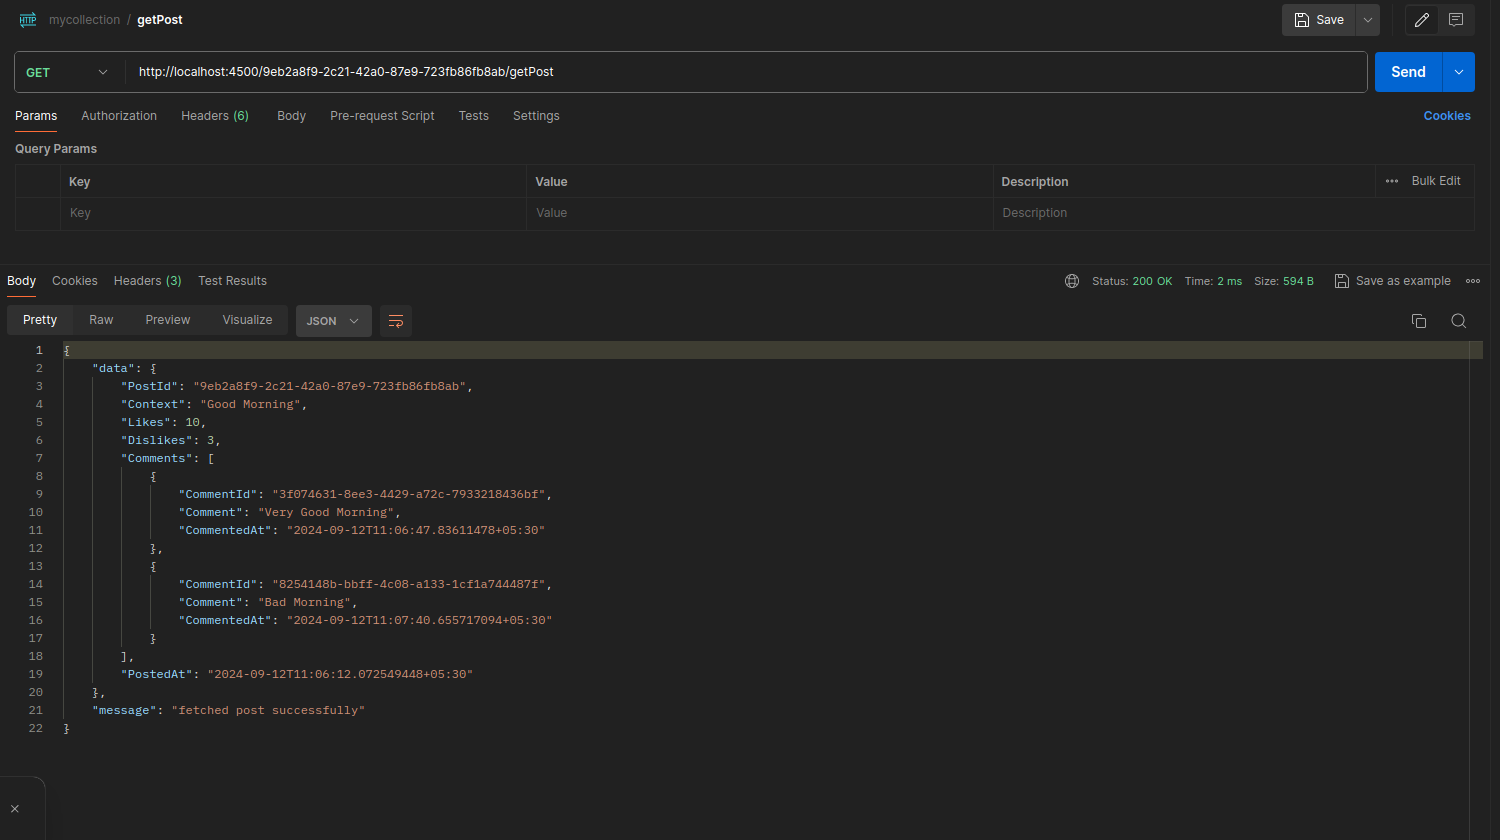 HTTP mycollection / getPost Save
GET http://localhost:4500/9eb2a8f9-2c21-42a0-87e9-723fb86fb8ab/getPost Send
Params Authorization Headers (6) Body Pre-request Script Tests Settings Cookies
Query Params
Key Value Description ••• Bulk Edit
Key Value Description
Body Cookies Headers (3) Test Results Status: 200 OK Time: 2 ms Size: 594 B Save as example
Pretty Raw Preview Visualize JSON
1 {
2 "data": {
3 "PostId": "9eb2a8f9-2c21-42a0-87e9-723fb86fb8ab",
4 "Context": "Good Morning",
5 "Likes": 10,
6 "Dislikes": 3,
7 "Comments": [
8 {
9 "CommentId": "3f074631-8ee3-4429-a72c-7933218436bf",
10 "Comment": "Very Good Morning",
11 "CommentedAt": "2024-09-12T11:06:47.83611478+05:30"
12 },
13 {
14 "CommentId": "8254148b-bbff-4c08-a133-1cf1a744487f",
15 "Comment": "Bad Morning",
16 "CommentedAt": "2024-09-12T11:07:40.655717094+05:30"
17 }
18 ],
19 "PostedAt": "2024-09-12T11:06:12.072549448+05:30"
20 },
21 "message": "fetched post successfully"
22 }